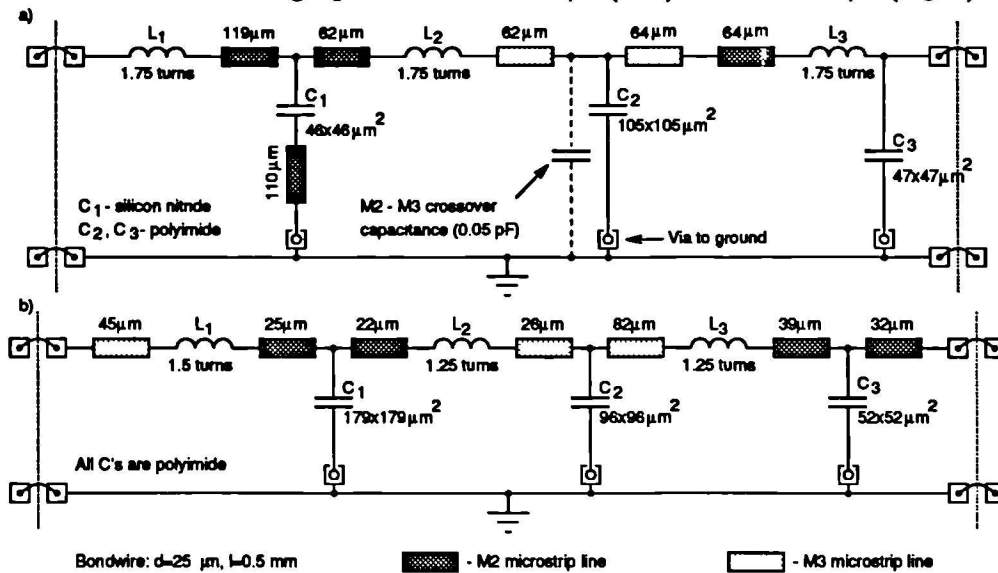 a)
L1 119µm 62µm L2 62µm 64µm 64µm L3
1.75 turns 1.75 turns 1.75 turns
C1 C2
46x46µm2 105x105µm2
C3
110µm 47x47µm2
C1 - silicon nitride M2 - M3 crossover
C2, C3 - polyimide capacitance (0.05 pF) Via to ground
b)
45µm L1 25µm 22µm L2 26µm 82µm L3 39µm 32µm
1.5 turns 1.25 turns 1.25 turns
C1 C2 C3
179x179µm2 96x96µm2 52x52µm2
All C's are polyimide
Bondwire: d=25 µm, l=0.5 mm - M2 microstrip line - M3 microstrip line